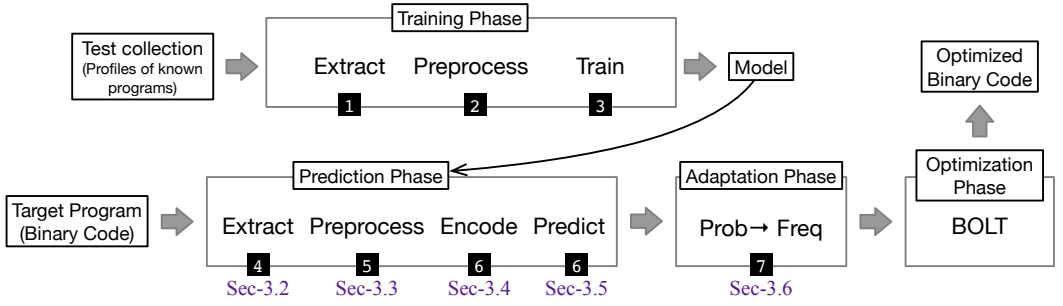 Training Phase
Test collection
(Profiles of known
programs)
Extract Preprocess Train
1 2 3
Model
Optimized
Binary Code
Prediction Phase
Target Program
(Binary Code)
Extract Preprocess Encode Predict
4 5 6 6
Sec-3.2 Sec-3.3 Sec-3.4 Sec-3.5
Adaptation Phase
Prob→ Freq
7
Sec-3.6
Optimization
Phase
BOLT